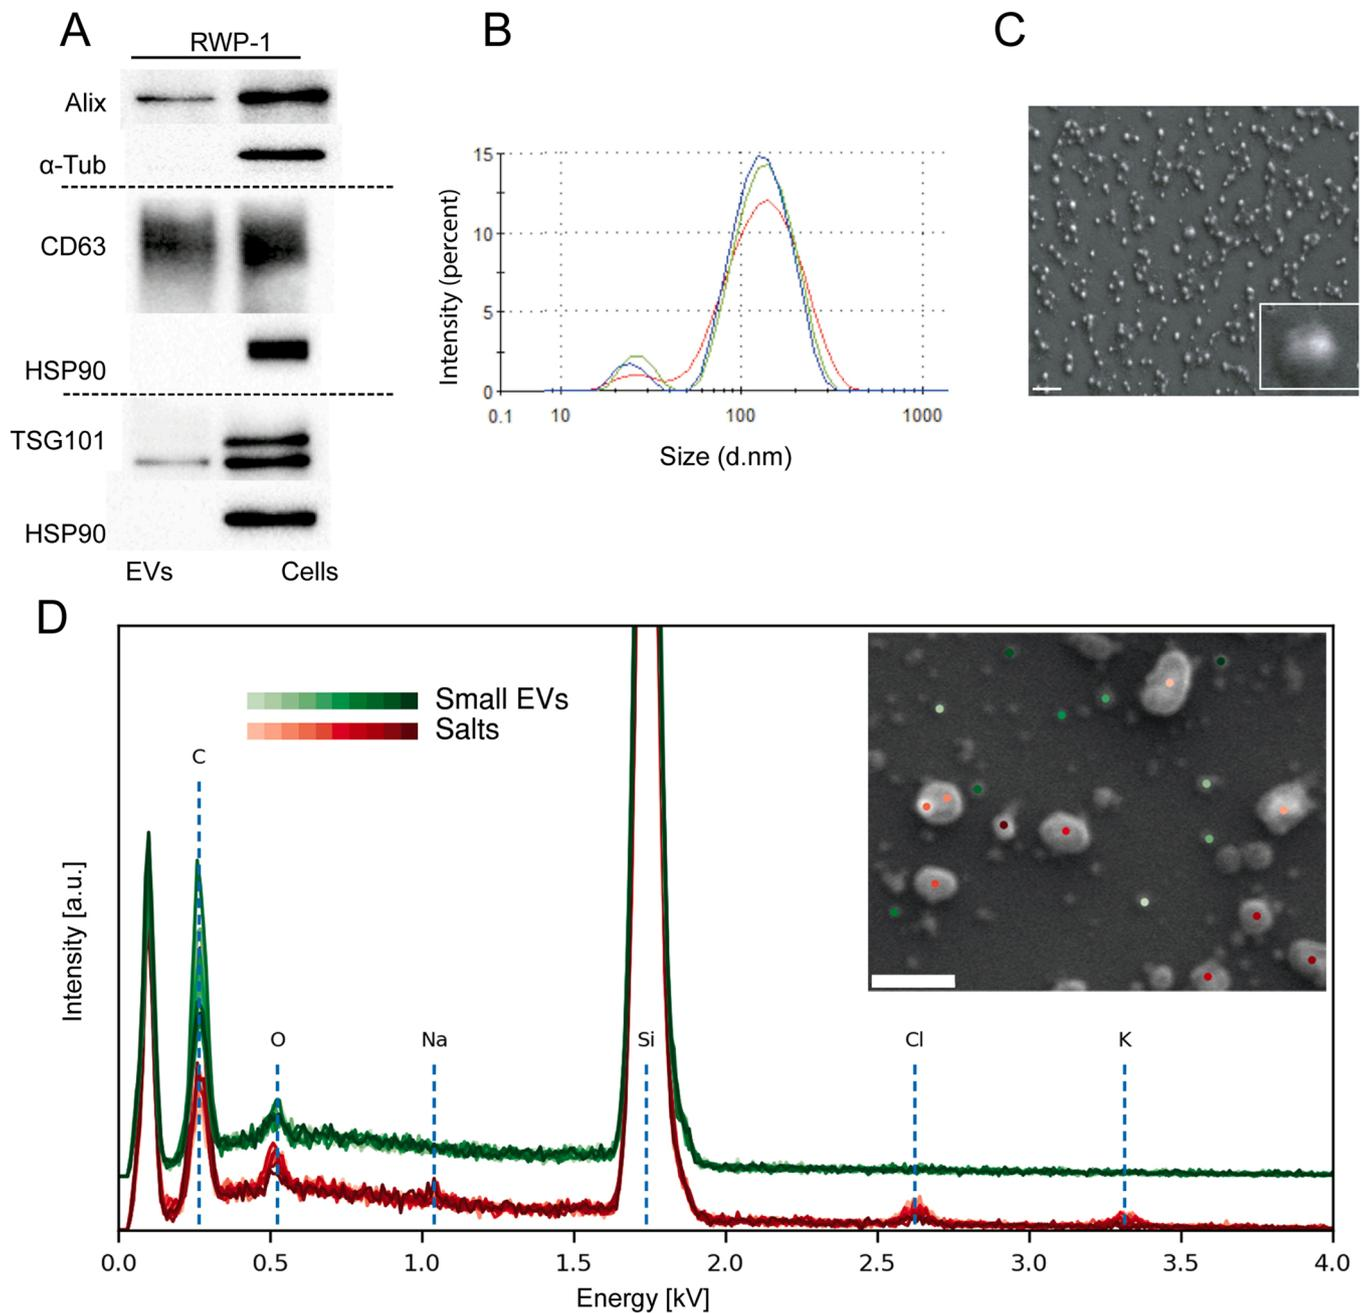 A
RWP-1
Alix
α-Tub
CD63
HSP90
TSG101
HSP90
EVs Cells
B
15
10
5
0
0.1 10 100 1000
Intensity (percent)
Size (d.nm)
C
D
Small EVs
Salts
C
O Na Si Cl K
Intensity [a.u.]
0.0 0.5 1.0 1.5 2.0 2.5 3.0 3.5 4.0
Energy [kV]